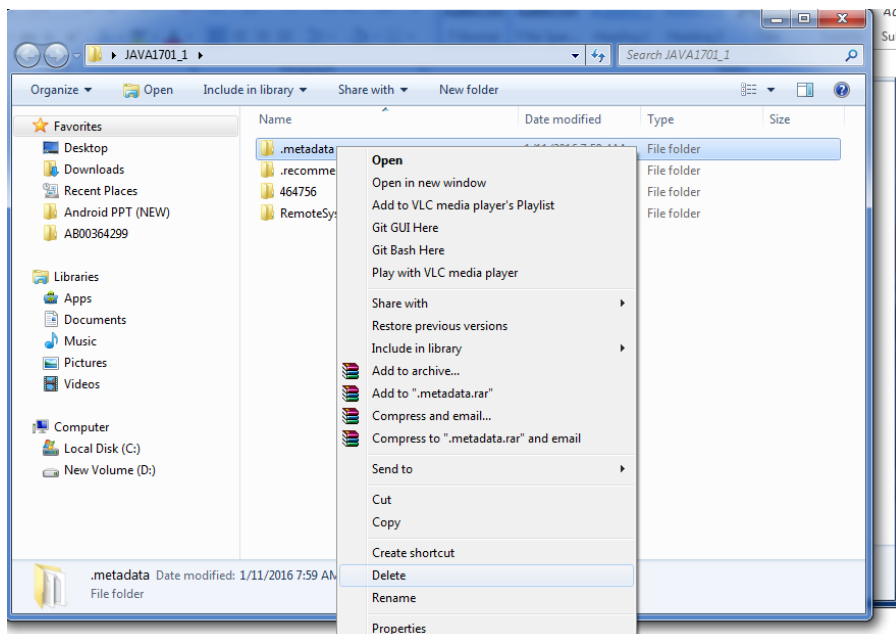 Ad
Su
JAVA1701_1
Search JAVA1701_1
Organize
Open
Include in library
Share with
New folder
Name
Date modified
Type
Size
Favorites
Desktop
Downloads
Recent Places
Android PPT (NEW)
AB00364299
Libraries
Apps
Documents
Music
Pictures
Videos
Computer
Local Disk (C:)
New Volume (D:)
.metadata
File folder
.recomme
File folder
464756
File folder
RemoteSys
File folder
Open
Open in new window
Add to VLC media player's Playlist
Git GUI Here
Git Bash Here
Play with VLC media player
Share with
Restore previous versions
Include in library
Add to archive...
Add to ".metadata.rar"
Compress and email...
Compress to ".metadata.rar" and email
Send to
Cut
Copy
Create shortcut
Delete
Rename
Properties
.metadata Date modified: 1/11/2016 7:59 AM
File folder